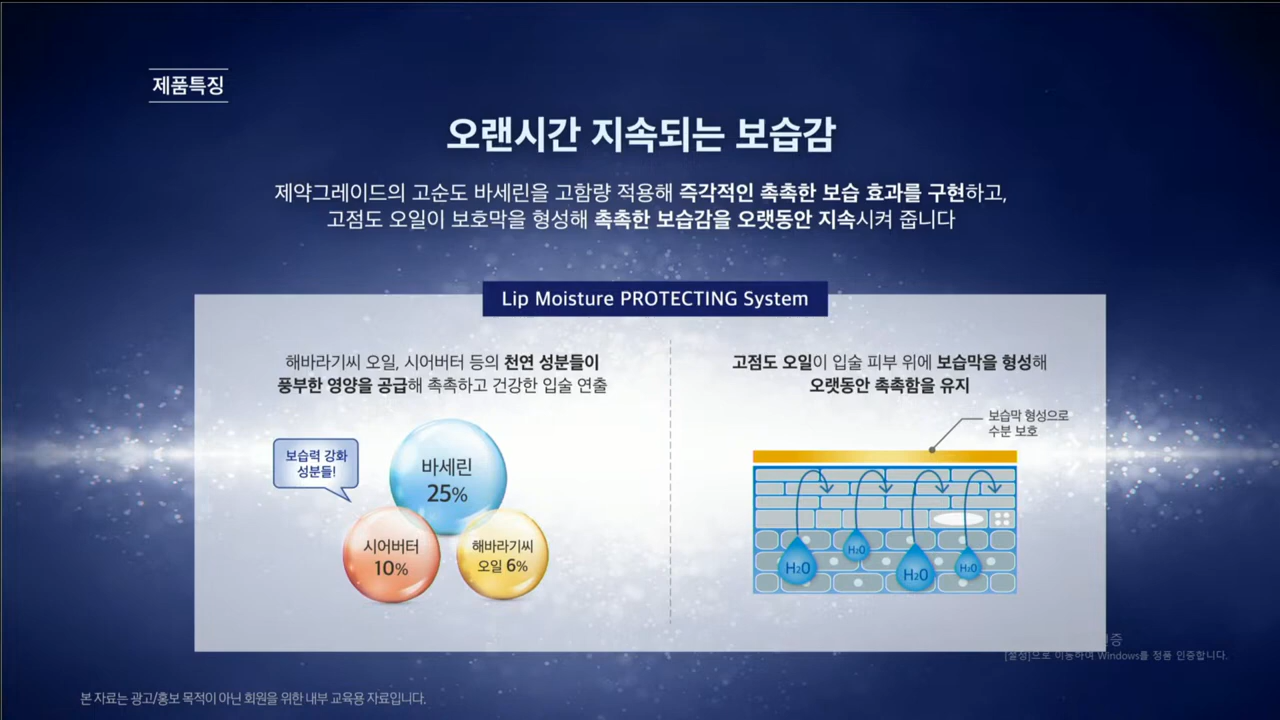 제품특징
오랜시간 지속되는 보습감
제약그레이드의 고순도 바세린을 고함량 적용해 즉각적인 촉촉한 보습 효과를 구현하고,
고점도 오일이 보호막을 형성해 촉촉한 보습감을 오랫동안 지속시켜 줍니다
Lip Moisture PROTECTING System
해바라기씨 오일, 시어버터 등의 천연 성분들이
풍부한 영양을 공급해 촉촉하고 건강한 입술 연출
보습력 강화
성분들!
바세린
25%
시어버터
10%
해바라기씨
오일 6%
고점도 오일이 입술 피부 위에 보습막을 형성해
오랫동안 촉촉함을 유지
보습막 형성으로
수분 보호
H₂O
H₂O
H₂O
H₂O
증
[설정]으로 이동하여 Windows를 정품 인증합니다.
본 자료는 광고/홍보 목적이 아닌 회원을 위한 내부 교육용 자료입니다.